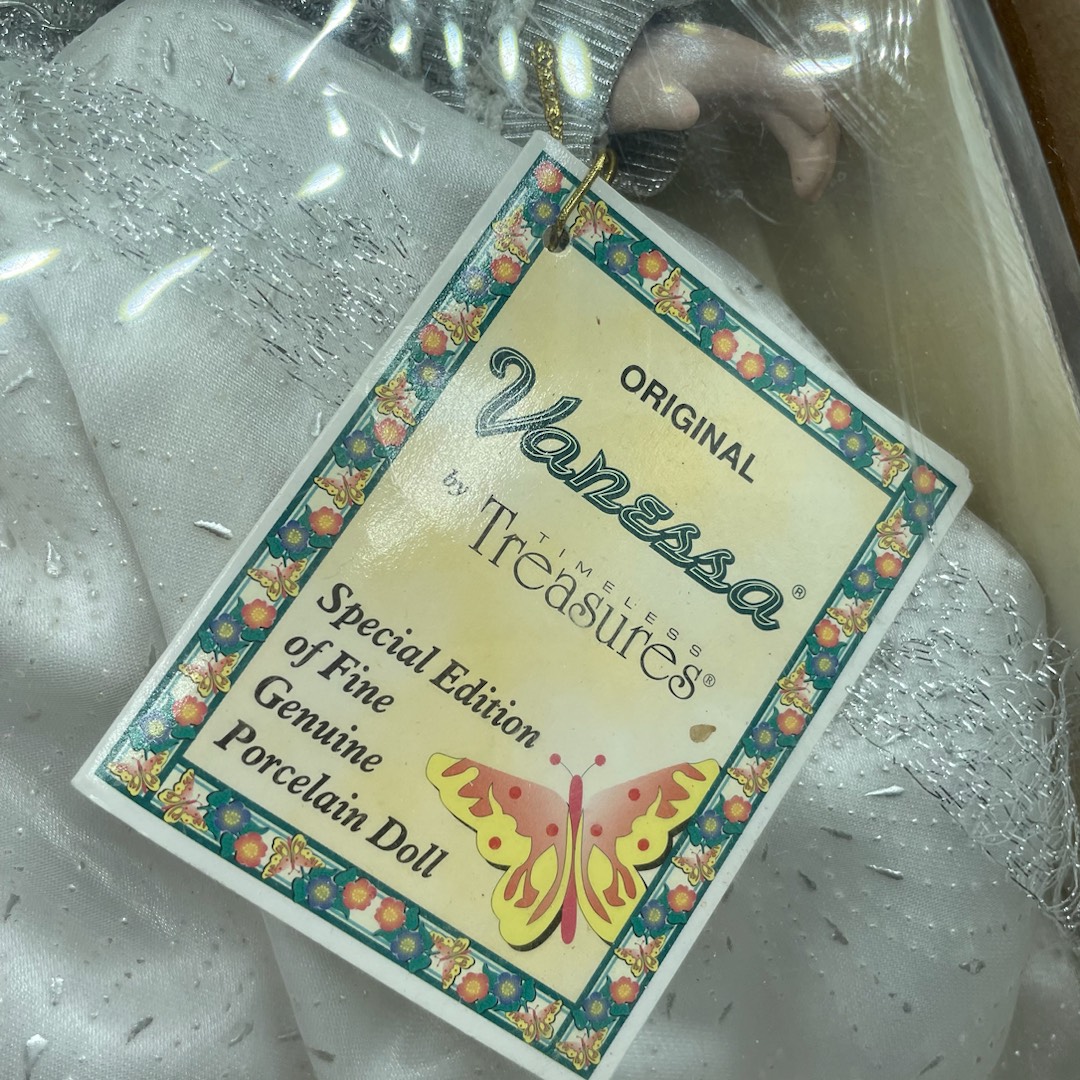 ORIGINAL
Vanessa®
by TIMELESS
Treasures®
Special Edition
of Fine
Genuine
Porcelain Doll